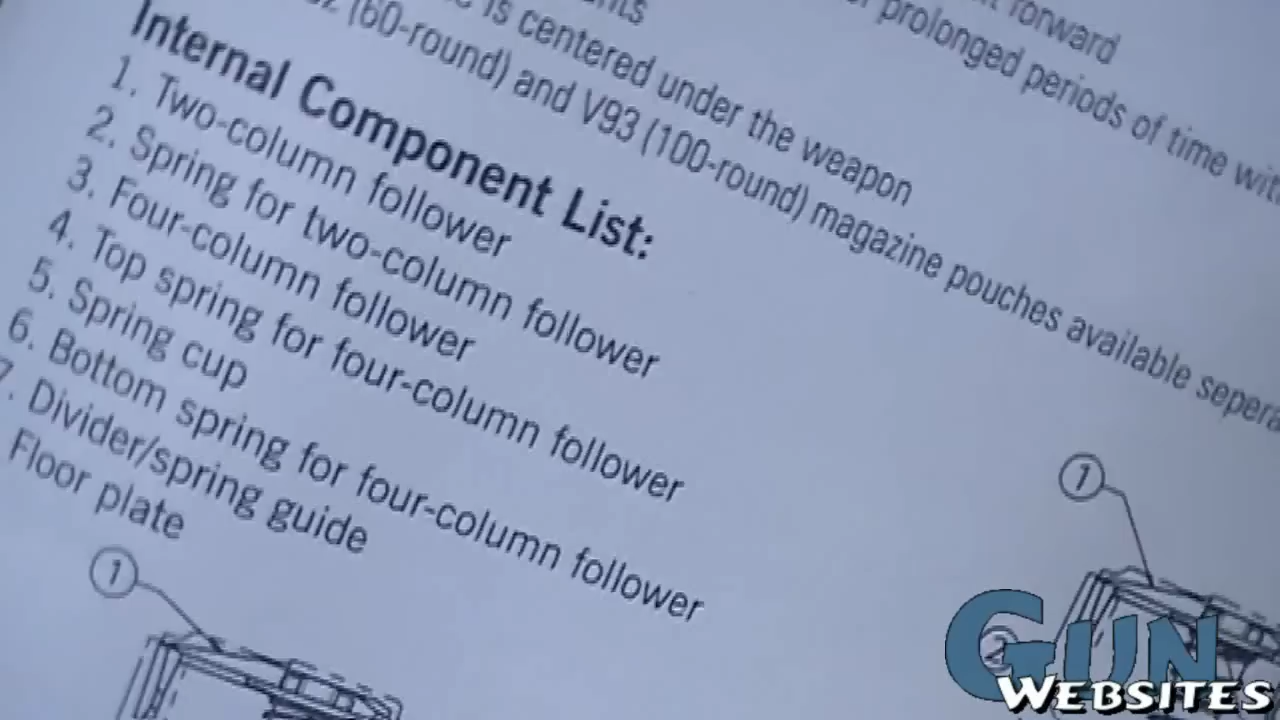 is centered under the weapon
(60-round) and V93 (100-round) magazine pouches available
forward
prolonged periods of time
Internal Component List:
1. Two-column follower
2. Spring for two-column follower
3. Four-column follower
4. Top spring for four-column follower
5. Spring cup
6. Bottom spring for four-column follower
7. Divider/spring guide
Floor plate
1
1
2
GUN
WEBSITES